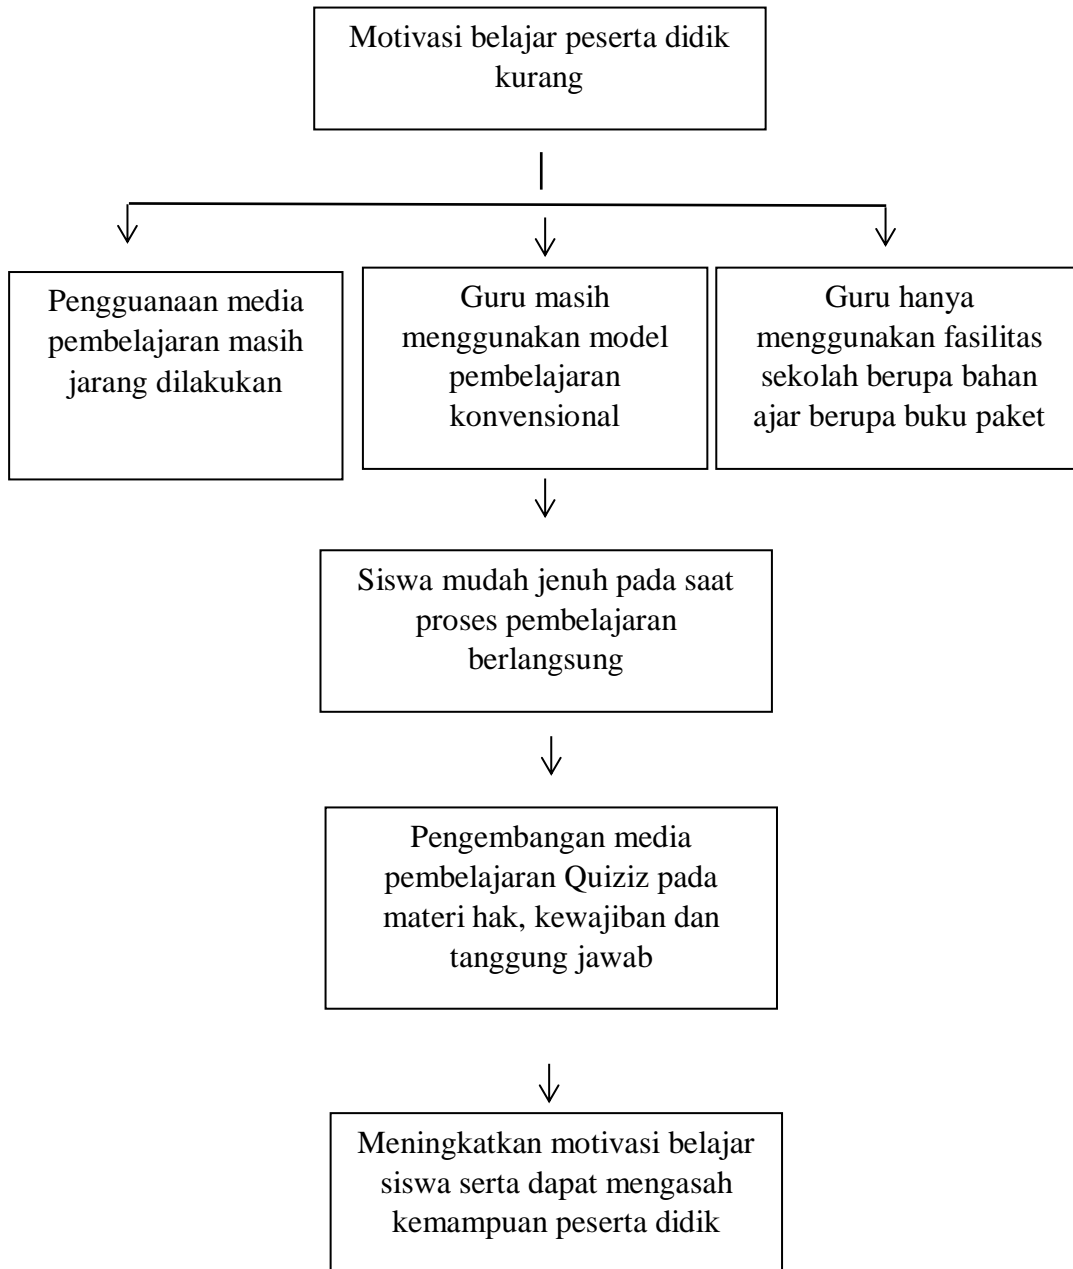 Motivasi belajar peserta didik
kurang
Pengguanaan media
pembelajaran masih
jarang dilakukan
Guru masih
menggunakan model
pembelajaran
konvensional
Guru hanya
menggunakan fasilitas
sekolah berupa bahan
ajar berupa buku paket
Siswa mudah jenuh pada saat
proses pembelajaran
berlangsung
Pengembangan media
pembelajaran Quiziz pada
materi hak, kewajiban dan
tanggung jawab
Meningkatkan motivasi belajar
siswa serta dapat mengasah
kemampuan peserta didik